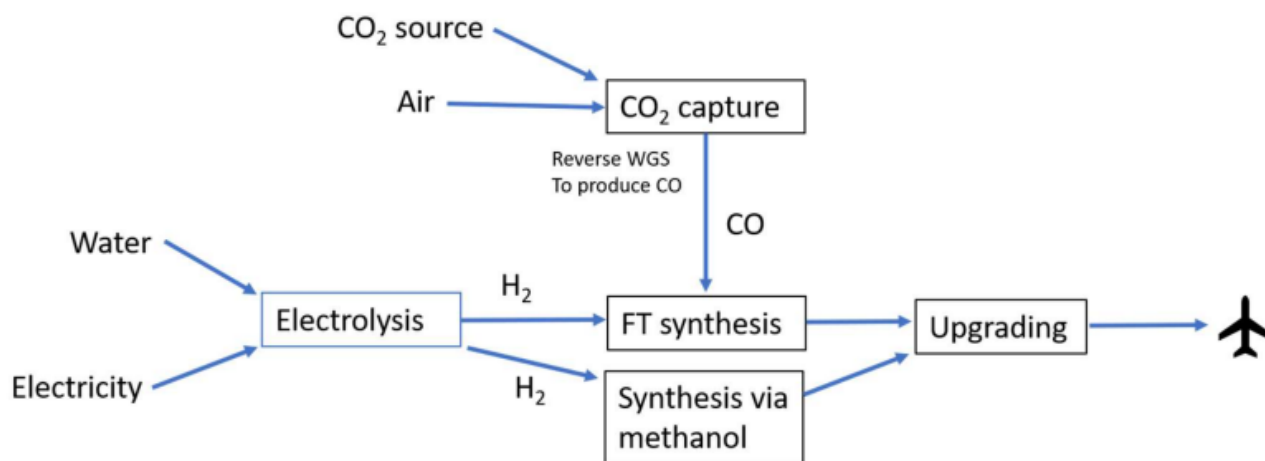 CO₂ source
Air
CO₂ capture
Reverse WGS
To produce CO
CO
Water
Electrolysis
H₂
FT synthesis
Upgrading
Electricity
H₂
Synthesis via
methanol